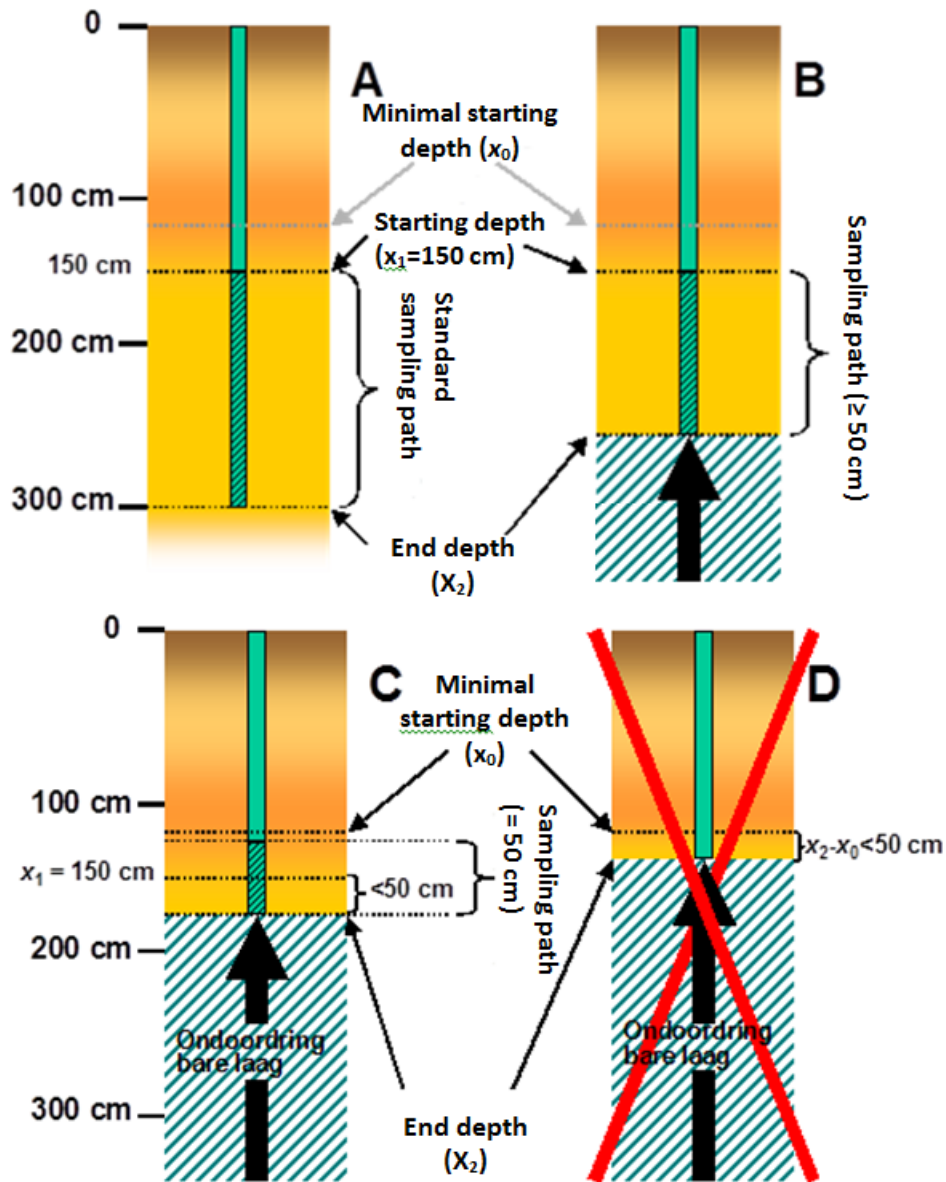 0
A
B
Minimal starting
depth (x₀)
100 cm
Starting depth
(x₁=150 cm)
150 cm
Standard
sampling path
Sampling path (≥ 50 cm)
200 cm
300 cm
End depth
(X₂)
0
C
D
Minimal
starting depth
(x₀)
100 cm
Sampling path
(= 50 cm)
x₂-x₀<50 cm
x₁ = 150 cm
<50 cm
200 cm
Ondoordring
bare laag
Ondoordring
bare laag
300 cm
End depth
(X₂)